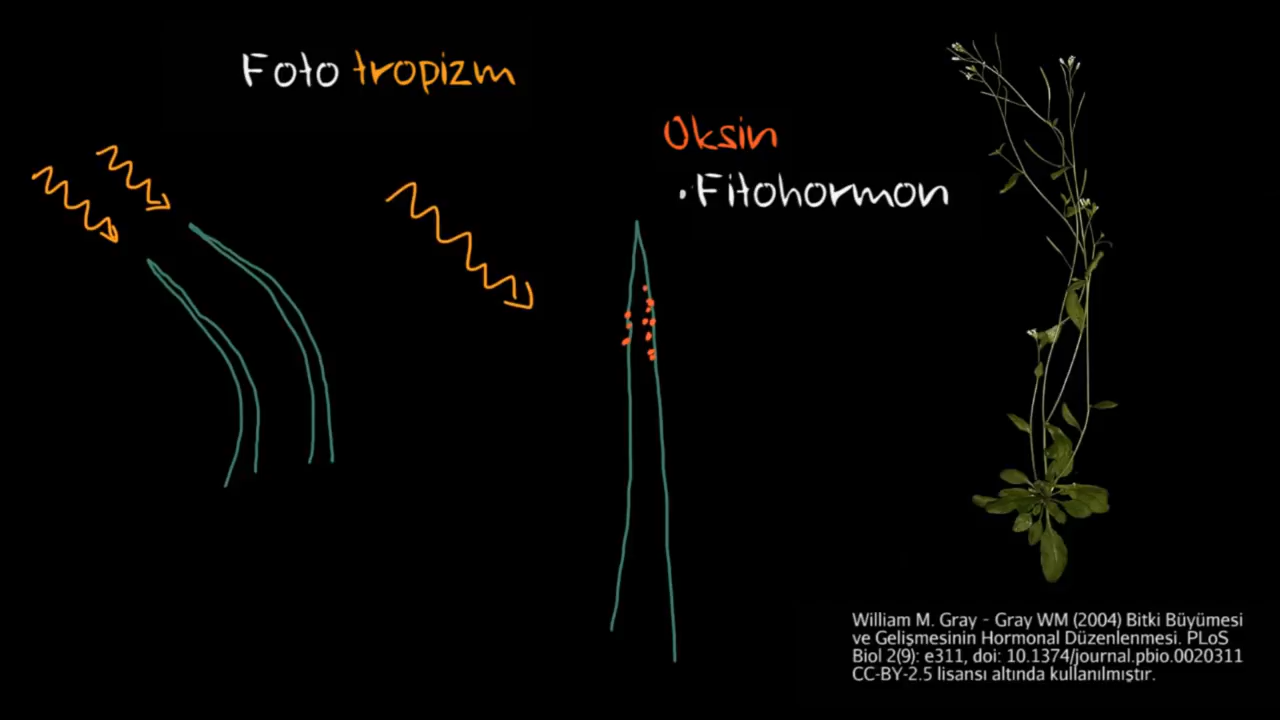 Foto tropizm
Oksin
• Fitohormon
William M. Gray - Gray WM (2004) Bitki Büyümesi
ve Gelişmesinin Hormonal Düzenlenmesi. PLoS
Biol 2(9): e311, doi: 10.1374/journal.pbio.0020311
CC-BY-2.5 lisansı altında kullanılmıştır.